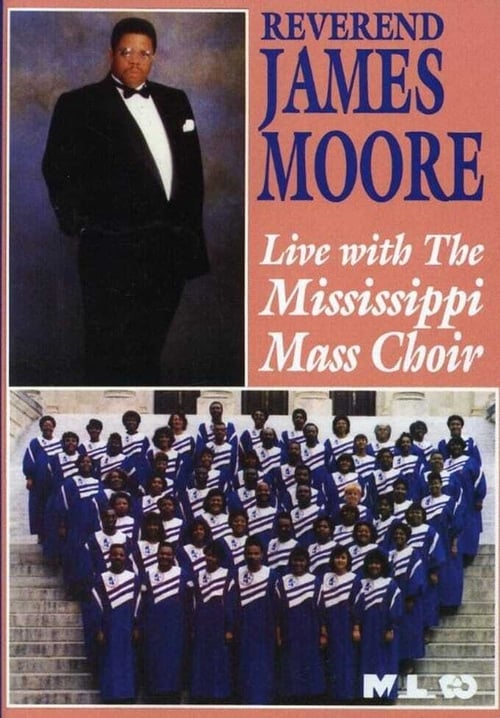 REVEREND
JAMES
MOORE
Live with The
Mississippi
Mass Choir